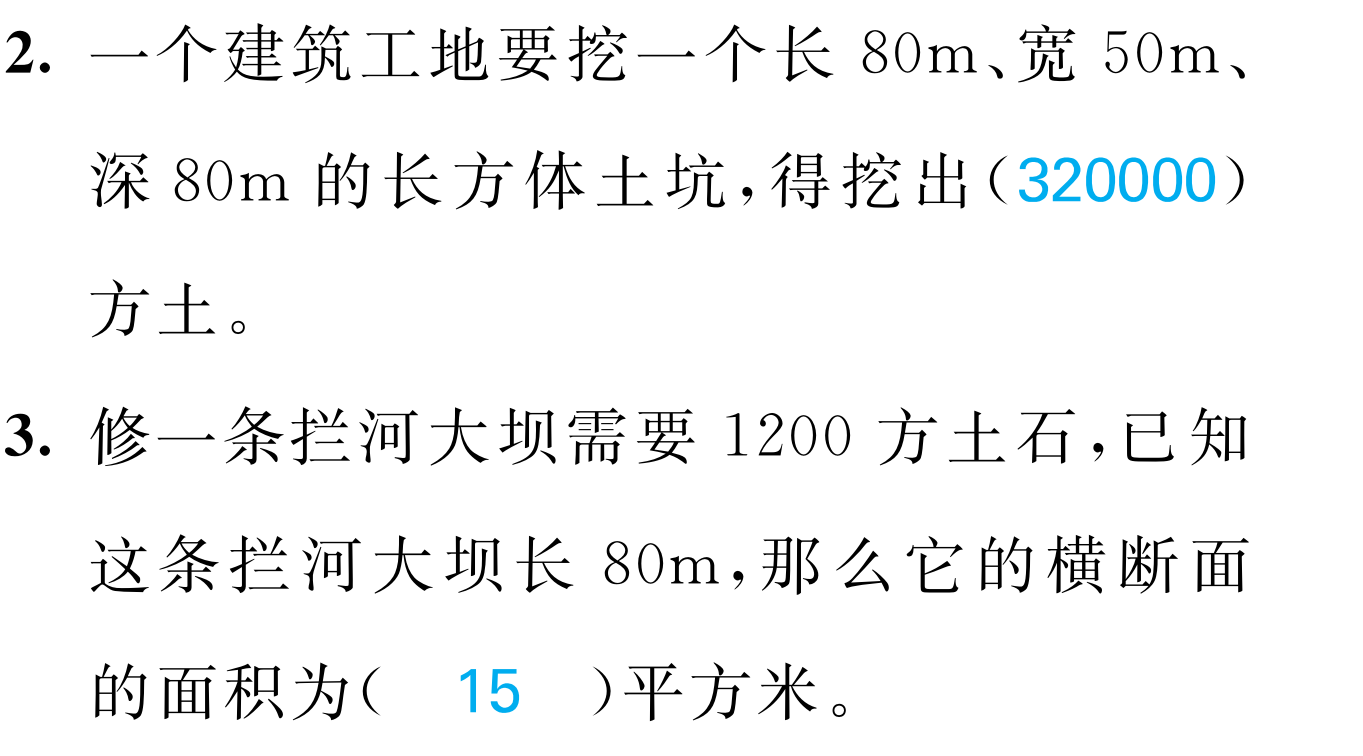 2. 一个建筑工地要挖一个长 80m、宽 50m、
深 80m 的长方体土坑,得挖出(320000)
方土。
3. 修一条拦河大坝需要 1200 方土石,已知
这条拦河大坝长 80m,那么它的横断面
的面积为( 15 )平方米。